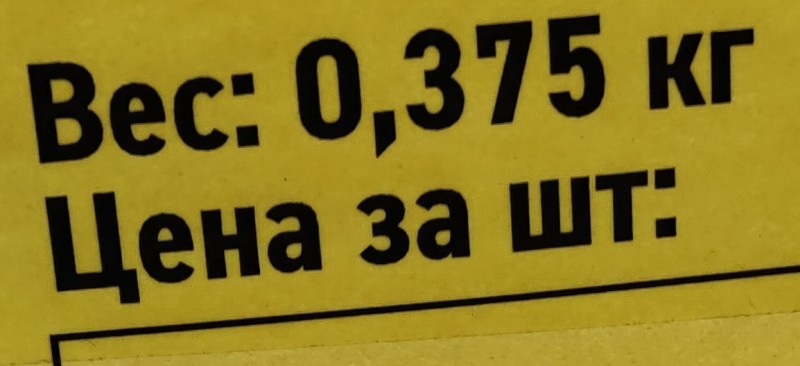 Вес: 0,375 кг
Цена за шт: